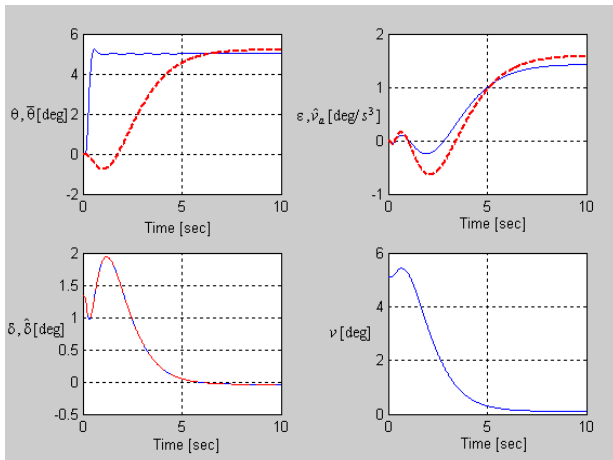 6
4
2
0
-2
θ, θ̄ [deg]
0 5 10
Time [sec]
2
1
0
-1
ε, ν̂ₐ [deg/s³]
0 5 10
Time [sec]
2
1.5
1
0.5
0
-0.5
δ, δ̂ [deg]
0 5 10
Time [sec]
6
4
2
0
ν [deg]
0 5 10
Time [sec]